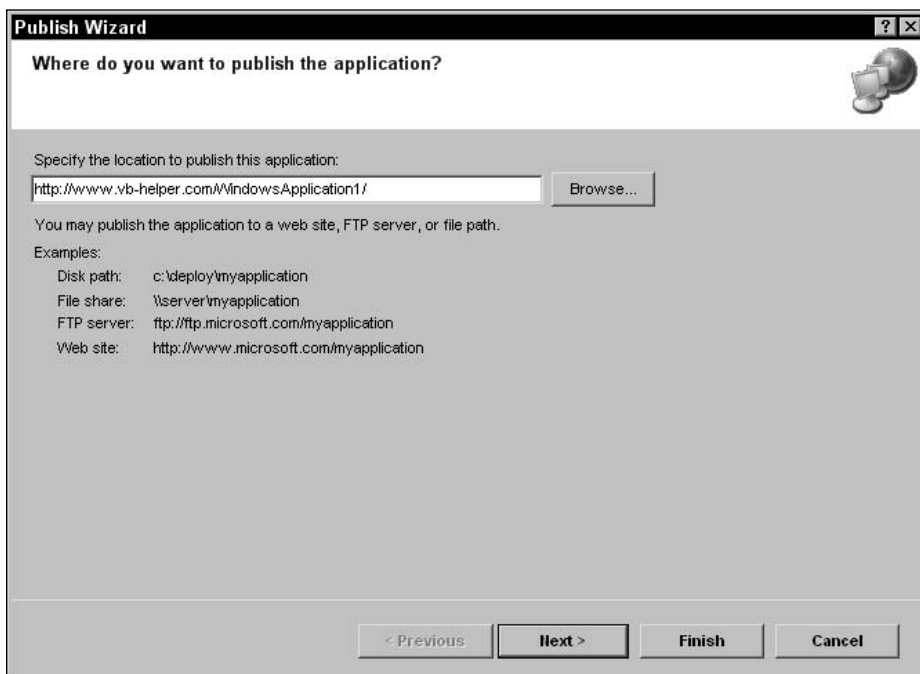 Publish Wizard
? X
Where do you want to publish the application?
Specify the location to publish this application:
http://www.vb-helper.com/WindowsApplication1/
Browse...
You may publish the application to a web site, FTP server, or file path.
Examples:
Disk path: c:\deploy\myapplication
File share: \\server\myapplication
FTP server: ftp://ftp.microsoft.com/myapplication
Web site: http://www.microsoft.com/myapplication
< Previous Next > Finish Cancel